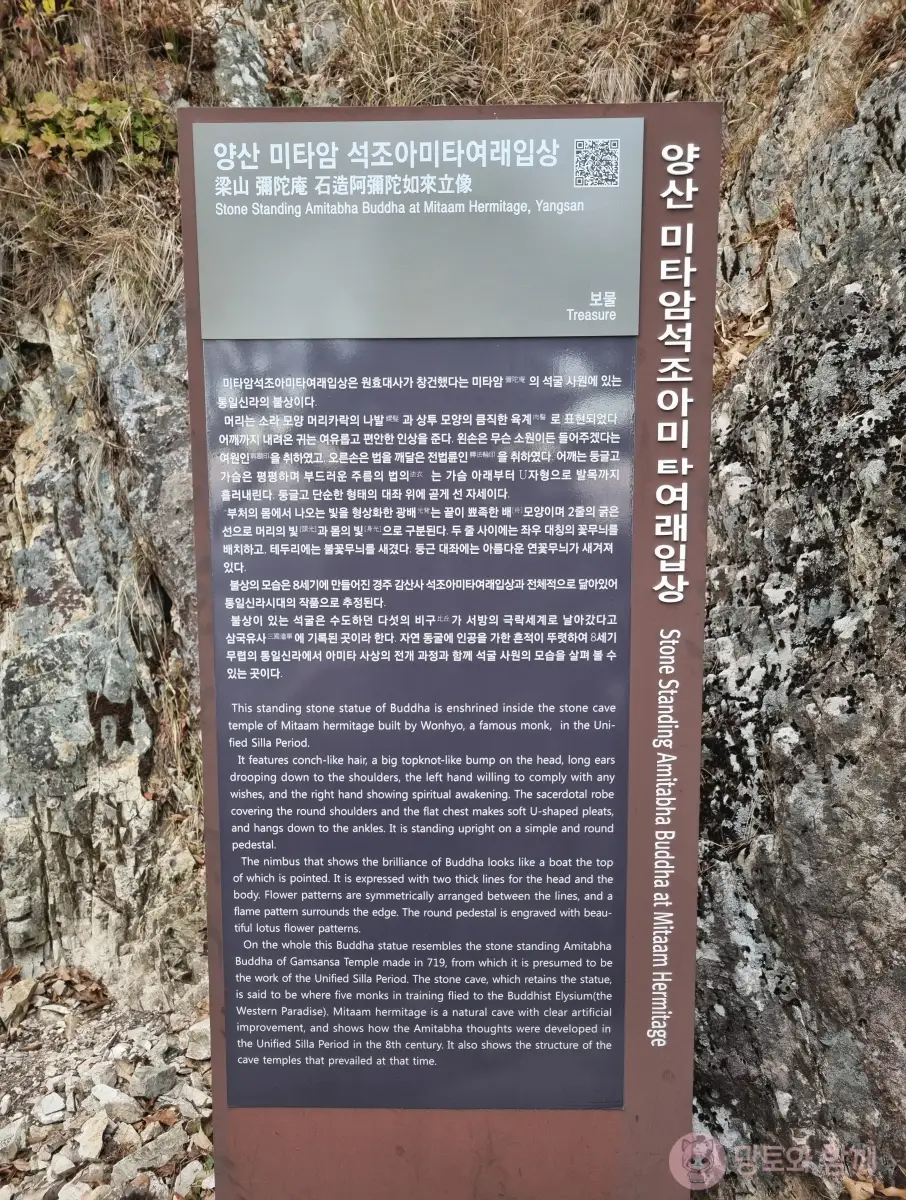 양산 미타암 석조아미타여래입상
梁山 彌陀庵 石造阿彌陀如來立像
Stone Standing Amitabha Buddha at Mitaam Hermitage, Yangsan
보물
Treasure
미타암석조아미타여래입상은 원효대사가 창건했다는 미타암彌陀庵 의 석굴 사원에 있는
통일신라의 불상이다.
머리는 소라 모양 머리카락의 나발螺髮 과 상투 모양의 큼직한 육계肉髻 로 표현되었다.
어깨까지 내려온 귀는 여유롭고 편안한 인상을 준다. 왼손은 무슨 소원이든 들어주겠다는
여원인與願印을 취하였고, 오른손은 법을 깨달은 전법륜인轉法輪印을 취하였다. 어깨는 둥글고
가슴은 평평하며 부드러운 주름의 법의法衣 는 가슴 아래부터 U자형으로 발목까지
흘러내린다. 둥글고 단순한 형태의 대좌 위에 곧게 선 자세이다.
부처의 몸에서 나오는 빛을 형상화한 광배光背는 끝이 뾰족한 배[舟]모양이며 2줄의 굵은
선으로 머리의 빛[頭光]과 몸의 빛[身光]으로 구분된다. 두 줄 사이에는 좌우 대칭의 꽃무늬를
배치하고, 테두리에는 불꽃무늬를 새겼다. 둥근 대좌에는 아름다운 연꽃무늬가 새겨져
있다.
불상의 모습은 8세기에 만들어진 경주 감산사 석조아미타여래입상과 전체적으로 닮아있어
통일신라시대의 작품으로 추정된다.
불상이 있는 석굴은 수도하던 다섯의 비구比丘가 서방의 극락세계로 날아갔다고
삼국유사三國遺事에 기록된 곳이라 한다. 자연 동굴에 인공을 가한 흔적이 뚜렷하여 8세기
무렵의 통일신라에서 아미타 사상의 전개 과정과 함께 석굴 사원의 모습을 살펴 볼 수
있는 곳이다.
This standing stone statue of Buddha is enshrined inside the stone cave
temple of Mitaam hermitage built by Wonhyo, a famous monk, in the Uni-
fied Silla Period.
It features conch-like hair, a big topknot-like bump on the head, long ears
drooping down to the shoulders, the left hand willing to comply with any
wishes, and the right hand showing spiritual awakening. The sacerdotal robe
covering the round shoulders and the flat chest makes soft U-shaped pleats,
and hangs down to the ankles. It is standing upright on a simple and round
pedestal.
The nimbus that shows the brilliance of Buddha looks like a boat the top
of which is pointed. It is expressed with two thick lines for the head and the
body. Flower patterns are symmetrically arranged between the lines, and a
flame pattern surrounds the edge. The round pedestal is engraved with beau-
tiful lotus flower patterns.
On the whole this Buddha statue resembles the stone standing Amitabha
Buddha of Gamsansa Temple made in 719, from which it is presumed to be
the work of the Unified Silla Period. The stone cave, which retains the statue,
is said to be where five monks in training flied to the Buddhist Elysium(the
Western Paradise). Mitaam hermitage is a natural cave with clear artificial
improvement, and shows how the Amitabha thoughts were developed in
the Unified Silla Period in the 8th century. It also shows the structure of the
cave temples that prevailed at that time.
양산 미타암석조아미타여래입상 Stone Standing Amitabha Buddha at Mitaam Hermitage
망토와 함께